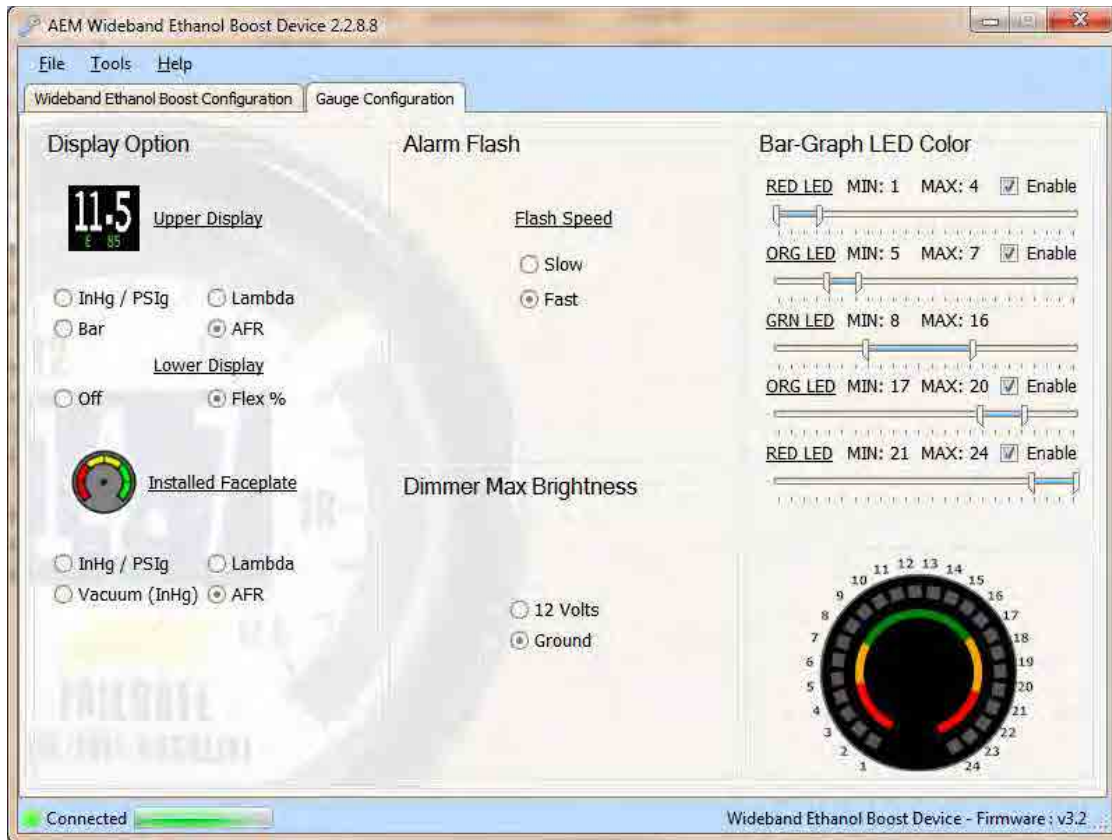 AEM Wideband Ethanol Boost Device 2.2.8.8
File Tools Help
Wideband Ethanol Boost Configuration Gauge Configuration
Display Option
11.5
E 85
Upper Display
InHg / PSIg Lambda
Bar AFR
Lower Display
Off Flex %
Installed Faceplate
InHg / PSIg Lambda
Vacuum (InHg) AFR
Alarm Flash
Flash Speed
Slow
Fast
Dimmer Max Brightness
12 Volts
Ground
Bar-Graph LED Color
RED LED MIN: 1 MAX: 4 Enable
ORG LED MIN: 5 MAX: 7 Enable
GRN LED MIN: 8 MAX: 16
ORG LED MIN: 17 MAX: 20 Enable
RED LED MIN: 21 MAX: 24 Enable
1 2 3 4 5 6 7 8 9 10 11 12 13 14 15 16 17 18 19 20 21 22 23 24
Connected
Wideband Ethanol Boost Device - Firmware : v3.2